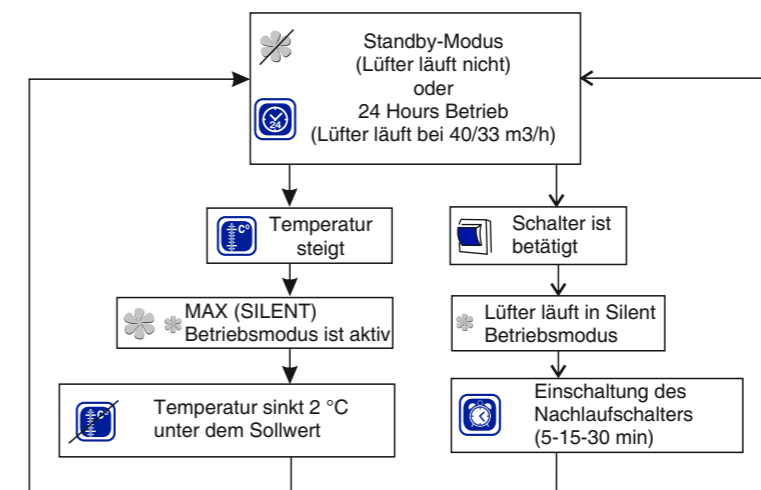 Standby-Modus
(Lüfter läuft nicht)
oder
24 Hours Betrieb
(Lüfter läuft bei 40/33 m3/h)
24
C°
Temperatur
steigt
MAX (SILENT)
Betriebsmodus ist aktiv
C°
Temperatur sinkt 2 °C
unter dem Sollwert
Schalter ist
betätigt
Lüfter läuft in Silent
Betriebsmodus
Einschaltung des
Nachlaufschalters
(5-15-30 min)